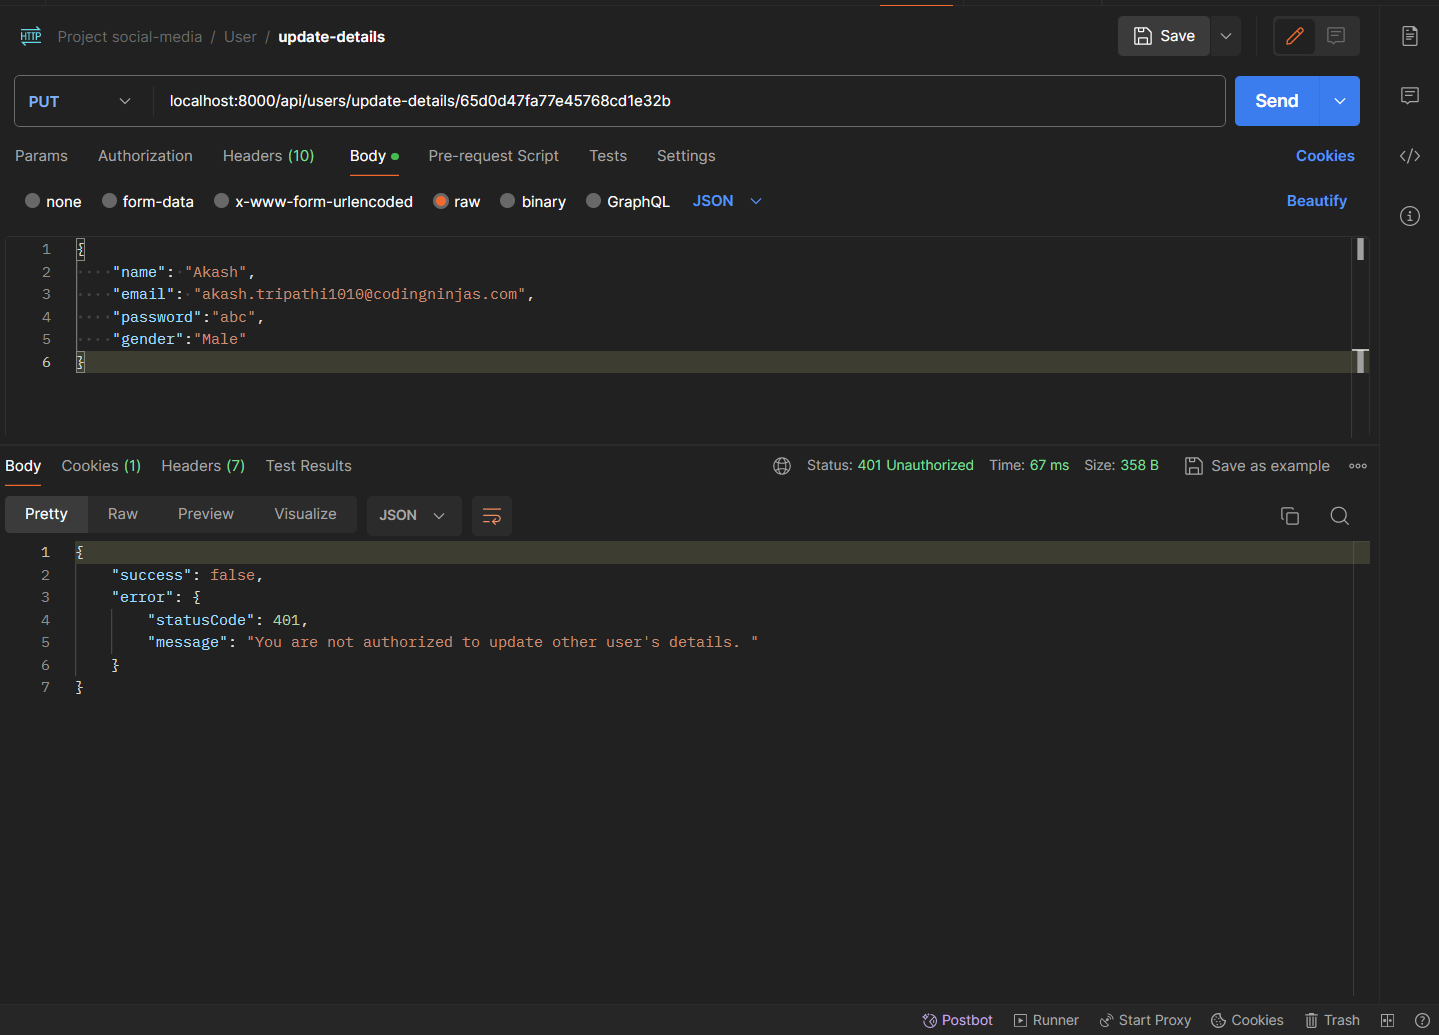 HTTP Project social-media / User / update-details Save
PUT localhost:8000/api/users/update-details/65d0d47fa77e45768cd1e32b Send
Params Authorization Headers (10) Body Pre-request Script Tests Settings Cookies
none form-data x-www-form-urlencoded raw binary GraphQL JSON Beautify
1 {
2 "name": "Akash",
3 "email": "akash.tripathi1010@codingninjas.com",
4 "password":"abc",
5 "gender":"Male"
6 }
Body Cookies (1) Headers (7) Test Results Status: 401 Unauthorized Time: 67 ms Size: 358 B Save as example
Pretty Raw Preview Visualize JSON
1 {
2 "success": false,
3 "error": {
4 "statusCode": 401,
5 "message": "You are not authorized to update other user's details. "
6 }
7 }
Postbot Runner Start Proxy Cookies Trash